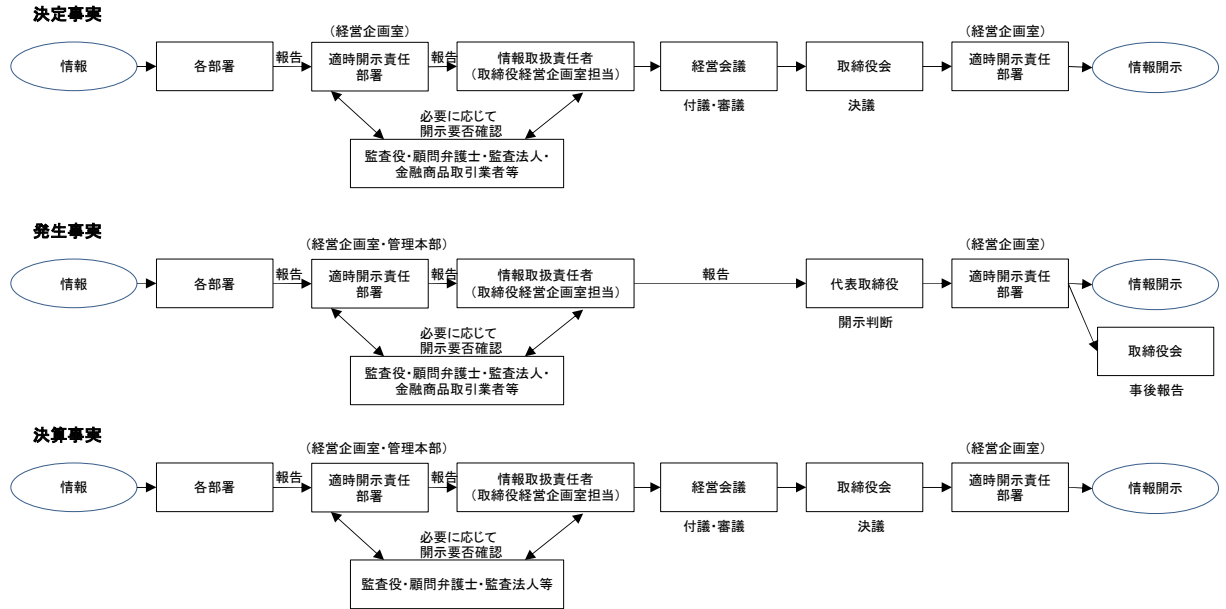 決定事実
（経営企画室）
（経営企画室）
情報
各部署
報告
適時開示責任
部署
報告
情報取扱責任者
（取締役経営企画室担当）
経営会議
取締役会
適時開示責任
部署
情報開示
付議・審議
決議
必要に応じて
開示要否確認
監査役・顧問弁護士・監査法人・
金融商品取引業者等
発生事実
（経営企画室・管理本部）
（経営企画室）
情報
各部署
報告
適時開示責任
部署
報告
情報取扱責任者
（取締役経営企画室担当）
報告
代表取締役
適時開示責任
部署
情報開示
開示判断
必要に応じて
開示要否確認
監査役・顧問弁護士・監査法人・
金融商品取引業者等
取締役会
事後報告
決算事実
（経営企画室・管理本部）
（経営企画室）
情報
各部署
報告
適時開示責任
部署
報告
情報取扱責任者
（取締役経営企画室担当）
経営会議
取締役会
適時開示責任
部署
情報開示
付議・審議
決議
必要に応じて
開示要否確認
監査役・顧問弁護士・監査法人等